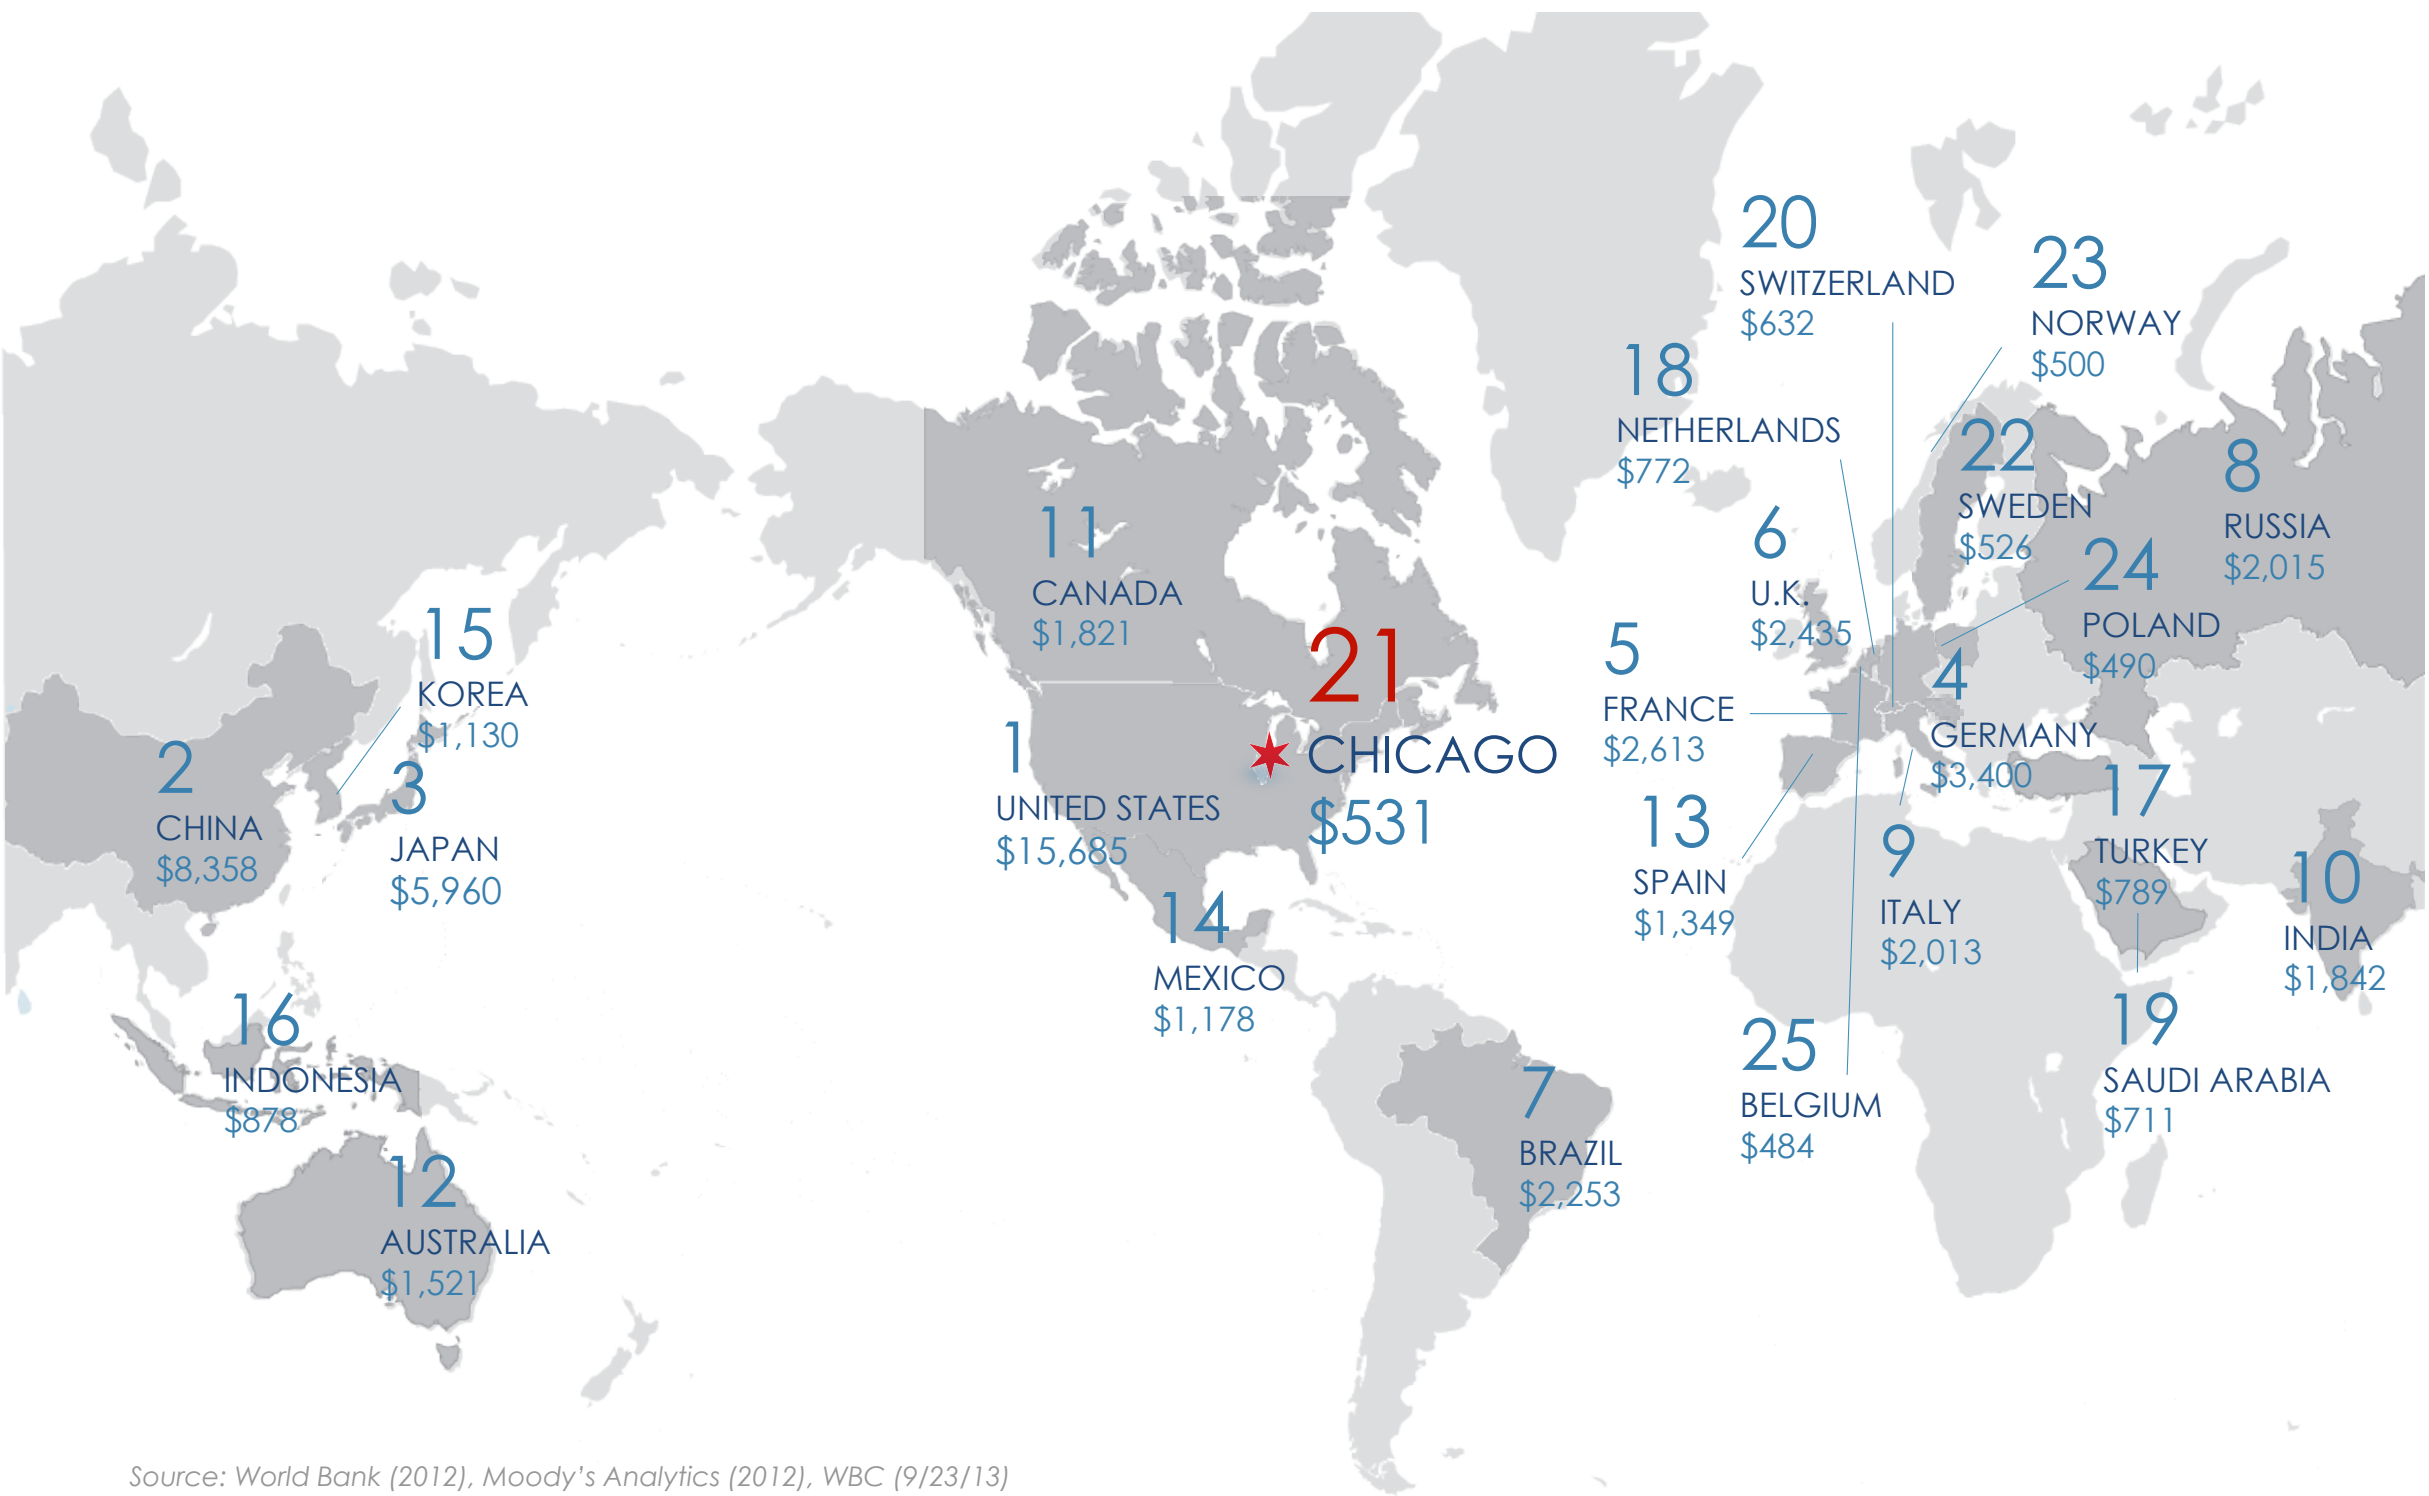 20
SWITZERLAND
$632
23
NORWAY
$500
18
NETHERLANDS
$772
22
SWEDEN
$526
8
RUSSIA
$2,015
11
CANADA
$1,821
6
U.K.
$2,435
24
POLAND
$490
15
KOREA
$1,130
21
CHICAGO
$531
5
FRANCE
$2,613
4
GERMANY
$3,400
2
CHINA
$8,358
3
JAPAN
$5,960
1
UNITED STATES
$15,685
13
SPAIN
$1,349
9
ITALY
$2,013
17
TURKEY
$789
10
INDIA
$1,842
14
MEXICO
$1,178
16
INDONESIA
$878
25
BELGIUM
$484
19
SAUDI ARABIA
$711
7
BRAZIL
$2,253
12
AUSTRALIA
$1,521
Source: World Bank (2012), Moody's Analytics (2012), WBC (9/23/13)